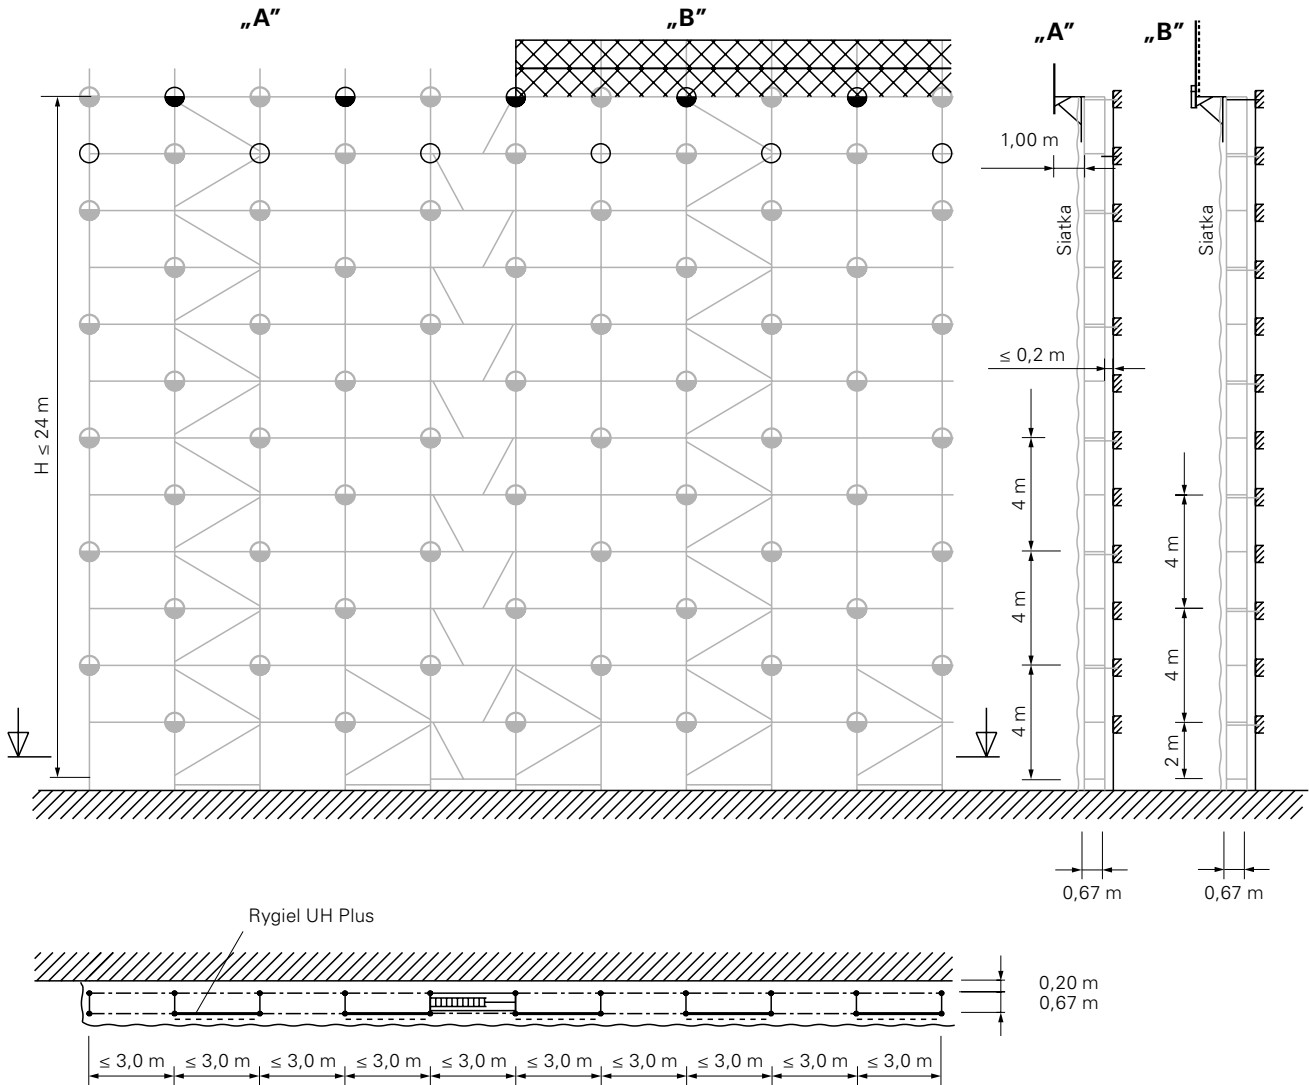 „A”
„B”
„A”
„B”
1,00 m
Siatka
Siatka
≤ 0,2 m
H ≤ 24 m
4 m
4 m
4 m
4 m
4 m
2 m
0,67 m
0,67 m
Rygiel UH Plus
0,20 m
0,67 m
≤ 3,0 m
≤ 3,0 m
≤ 3,0 m
≤ 3,0 m
≤ 3,0 m
≤ 3,0 m
≤ 3,0 m
≤ 3,0 m
≤ 3,0 m
≤ 3,0 m